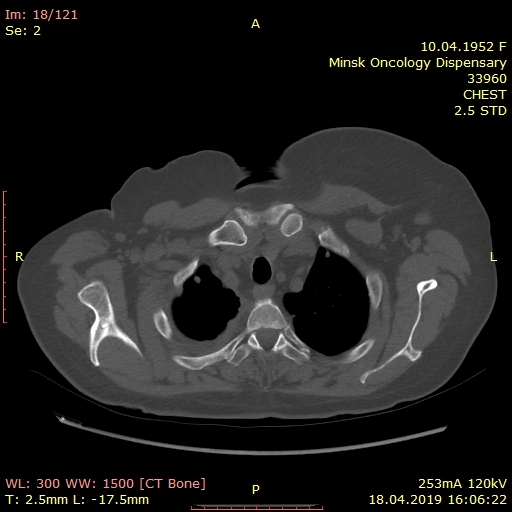 Im: 18/121
Se: 2
A
10.04.1952 F
Minsk Oncology Dispensary
33960
CHEST
2.5 STD
R
L
WL: 300 WW: 1500 [CT Bone]
T: 2.5mm L: -17.5mm
P
253mA 120kV
18.04.2019 16:06:22